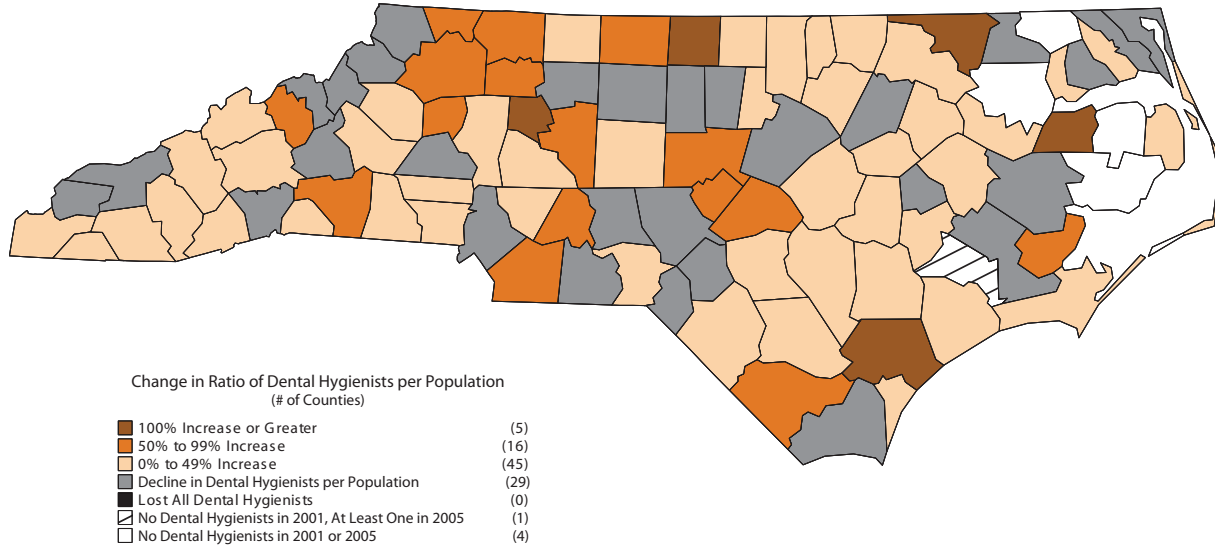 Change in Ratio of Dental Hygienists per Population
(# of Counties)
100% Increase or Greater (5)
50% to 99% Increase (16)
0% to 49% Increase (45)
Decline in Dental Hygienists per Population (29)
Lost All Dental Hygienists (0)
No Dental Hygienists in 2001, At Least One in 2005 (1)
No Dental Hygienists in 2001 or 2005 (4)